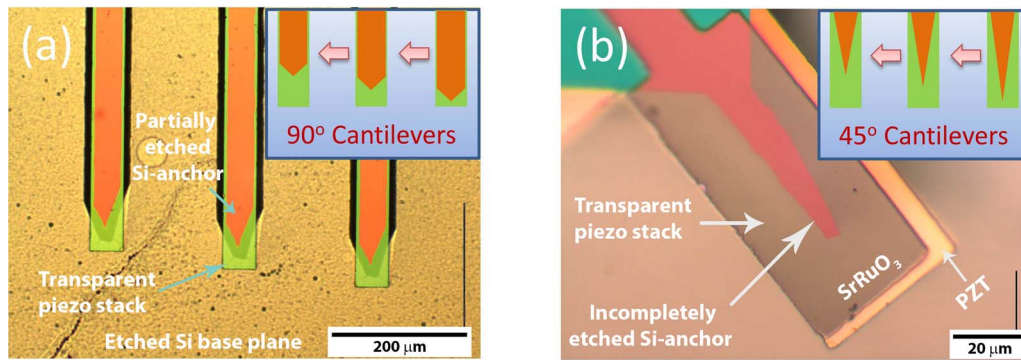 (a)
90° Cantilevers
Partially
etched
Si-anchor
Transparent
piezo stack
Etched Si base plane
200 µm
(b)
45° Cantilevers
Transparent
piezo stack
Incompletely
etched Si-anchor
SrRuO₃
PZT
20 µm